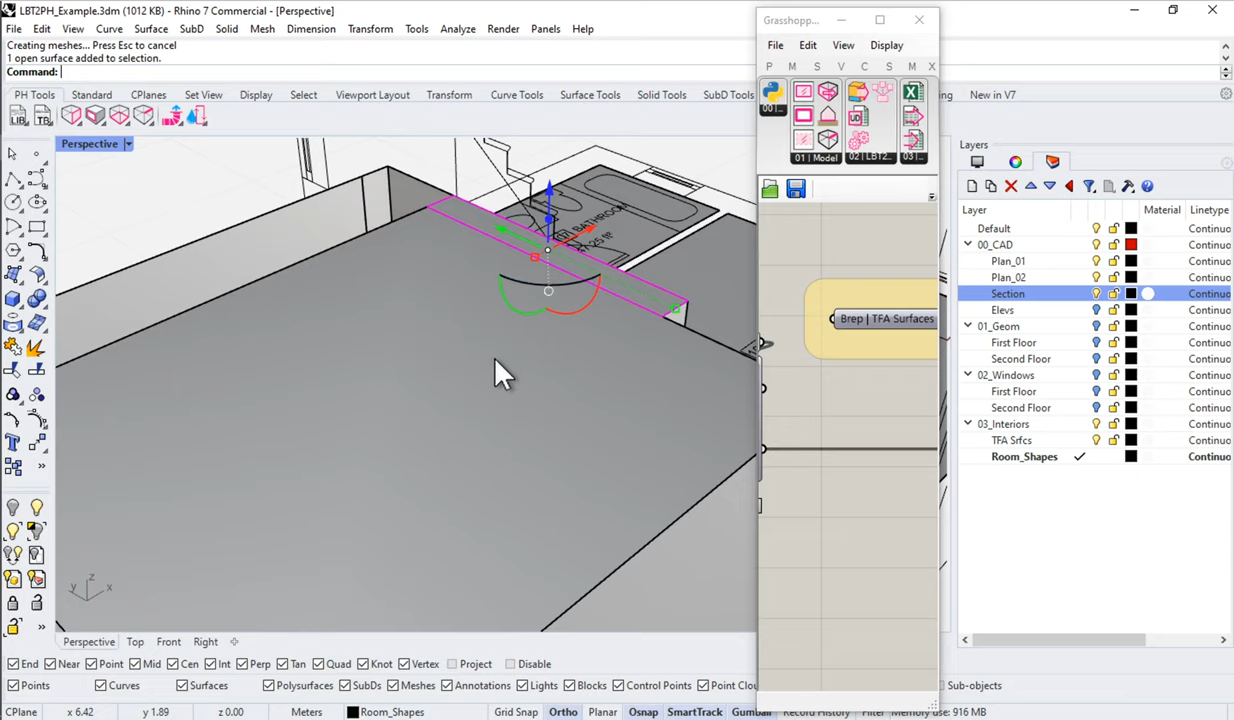 LBT2PH_Example.3dm (1012 KB) - Rhino 7 Commercial - [Perspective]
File Edit View Curve Surface SubD Solid Mesh Dimension Transform Tools Analyze Render Panels Help
Creating meshes... Press Esc to cancel
1 open surface added to selection.
Command:
PH Tools Standard CPlanes Set View Display Select Viewport Layout Visibility Transform Curve Tools Surface Tools Solid Tools SubD Tools New in V7
Perspective
BATHROOM
Grasshopp...
File Edit View Display
P M S V C S M X
01 | Model 02 | LBT2... 03 |...
Brep | TFA Surfaces
Layers
Layer Material Linetype
Default Continuo
00_CAD Continuo
Plan_01 Continuo
Plan_02 Continuo
Section Continuo
Elevs Continuo
01_Geom Continuo
First Floor Continuo
Second Floor Continuo
02_Windows Continuo
First Floor Continuo
Second Floor Continuo
03_Interiors Continuo
TFA Srfcs Continuo
Room_Shapes Continuo
z
y x
Perspective Top Front Right
End Near Point Mid Cen Int Perp Tan Quad Knot Vertex Project Disable
Points Curves Surfaces Polysurfaces SubDs Meshes Annotations Lights Blocks Control Points Point Clou Sub-objects
CPlane x 6.42 y 1.89 z 0.00 Meters Room_Shapes Grid Snap Ortho Planar Osnap SmartTrack Gumball Record History Filter Memory use: 916 MB